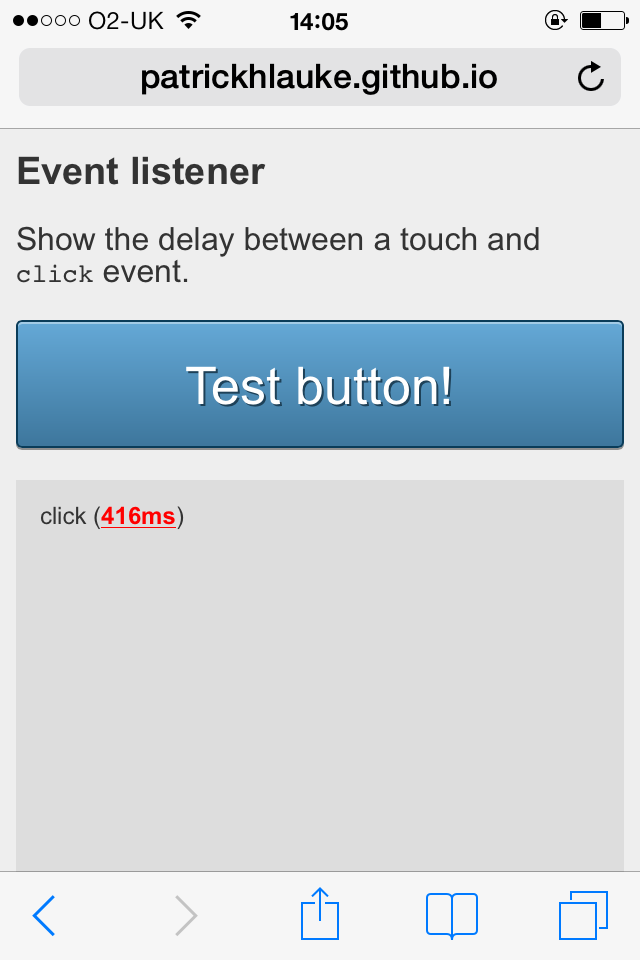 O2-UK 14:05
patrickhlauke.github.io
Event listener
Show the delay between a touch and
click event.
Test button!
click (416ms)